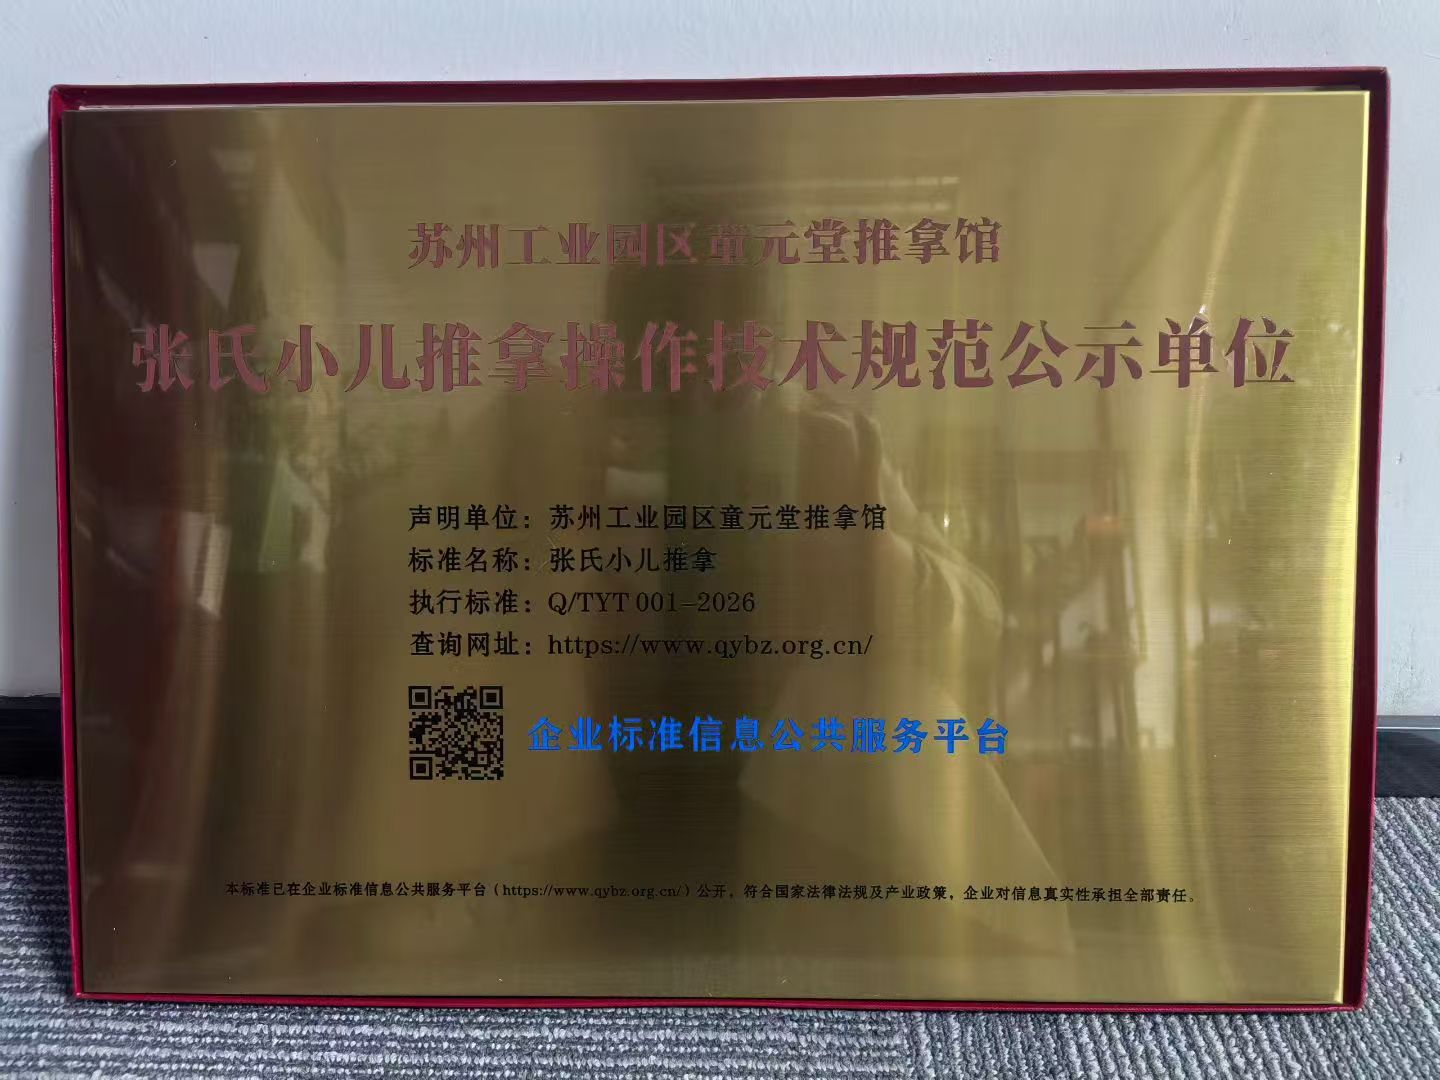 苏州工业园区童元堂推拿馆
张氏小儿推拿操作技术规范公示单位
声明单位：苏州工业园区童元堂推拿馆
标准名称：张氏小儿推拿
执行标准：Q/TYT 001-2026
查询网址：https://www.qybz.org.cn/
企业标准信息公共服务平台
本标准已在企业标准信息公共服务平台（https://www.qybz.org.cn/）公开，符合国家法律法规及产业政策，企业对信息真实性承担全部责任。